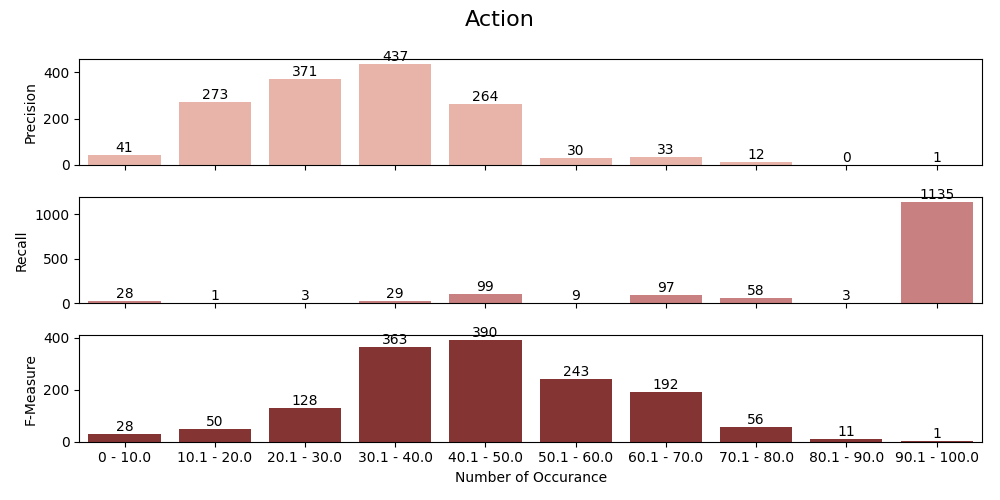 Action
Precision
400
200
0
41 273 371 437 264 30 33 12 0 1
Recall
1000
500
0
28 1 3 29 99 9 97 58 3 1135
F-Measure
400
200
0
28 50 128 363 390 243 192 56 11 1
0 - 10.0 10.1 - 20.0 20.1 - 30.0 30.1 - 40.0 40.1 - 50.0 50.1 - 60.0 60.1 - 70.0 70.1 - 80.0 80.1 - 90.0 90.1 - 100.0
Number of Occurance